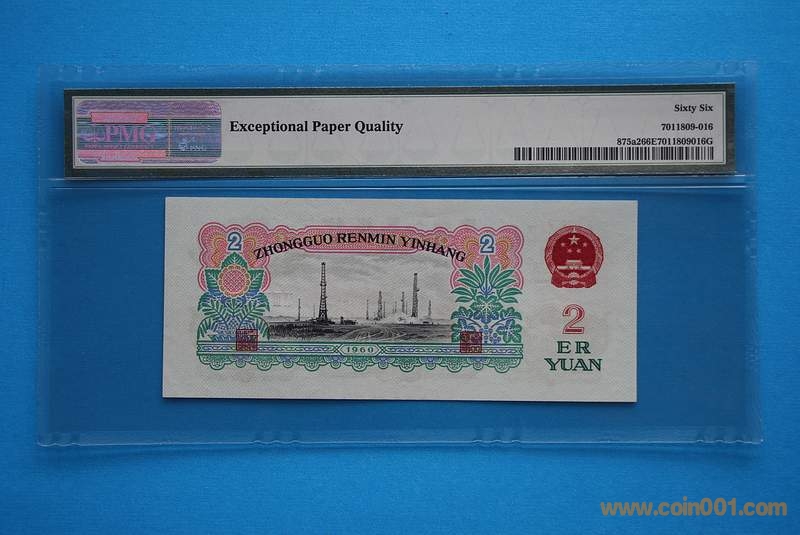 PMG
Exceptional Paper Quality
Sixty Six
7011809-016
875a266E7011809016G
2
ZHONGGUO RENMIN YINHANG
2
1960
2
ER
YUAN
www.coin001.com